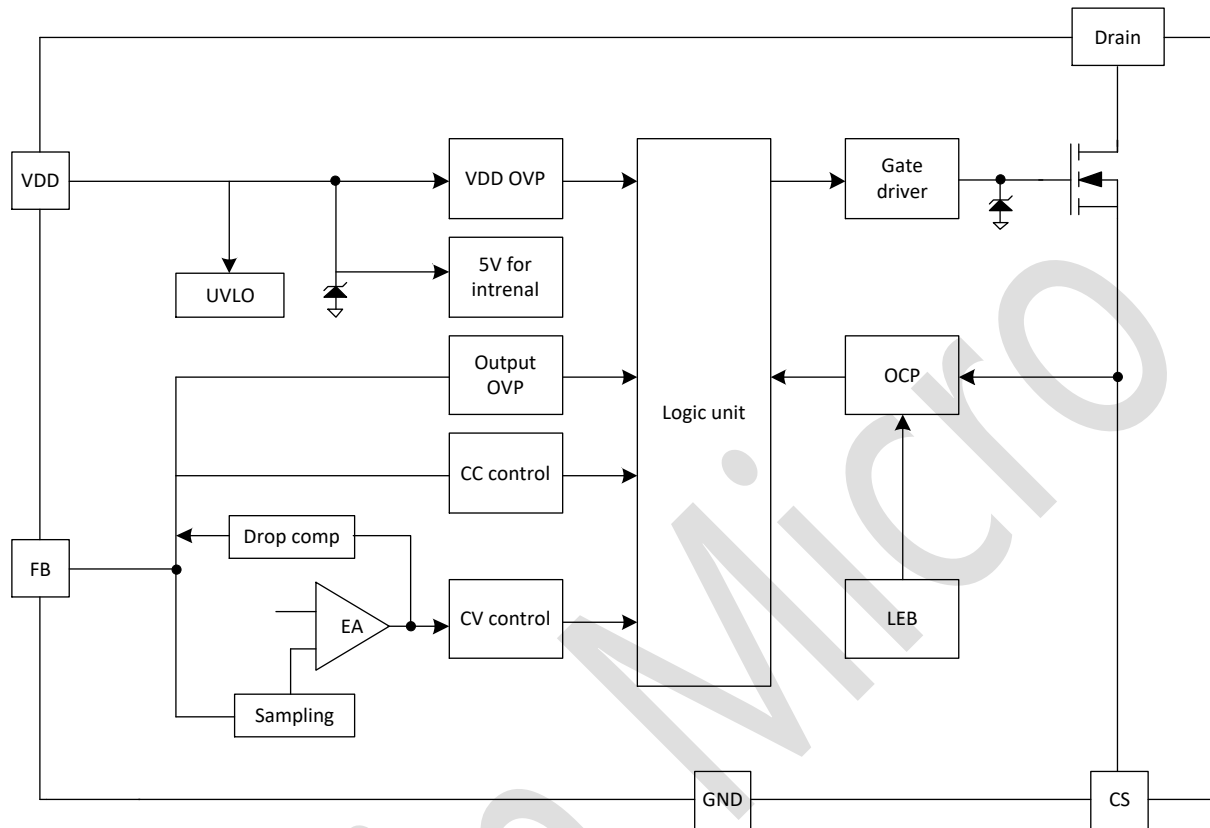 Drain
VDD
VDD OVP
Gate
driver
UVLO
5V for
intrenal
Output
OVP
OCP
Logic unit
CC control
Drop comp
FB
EA
CV control
LEB
Sampling
GND
CS
Micro